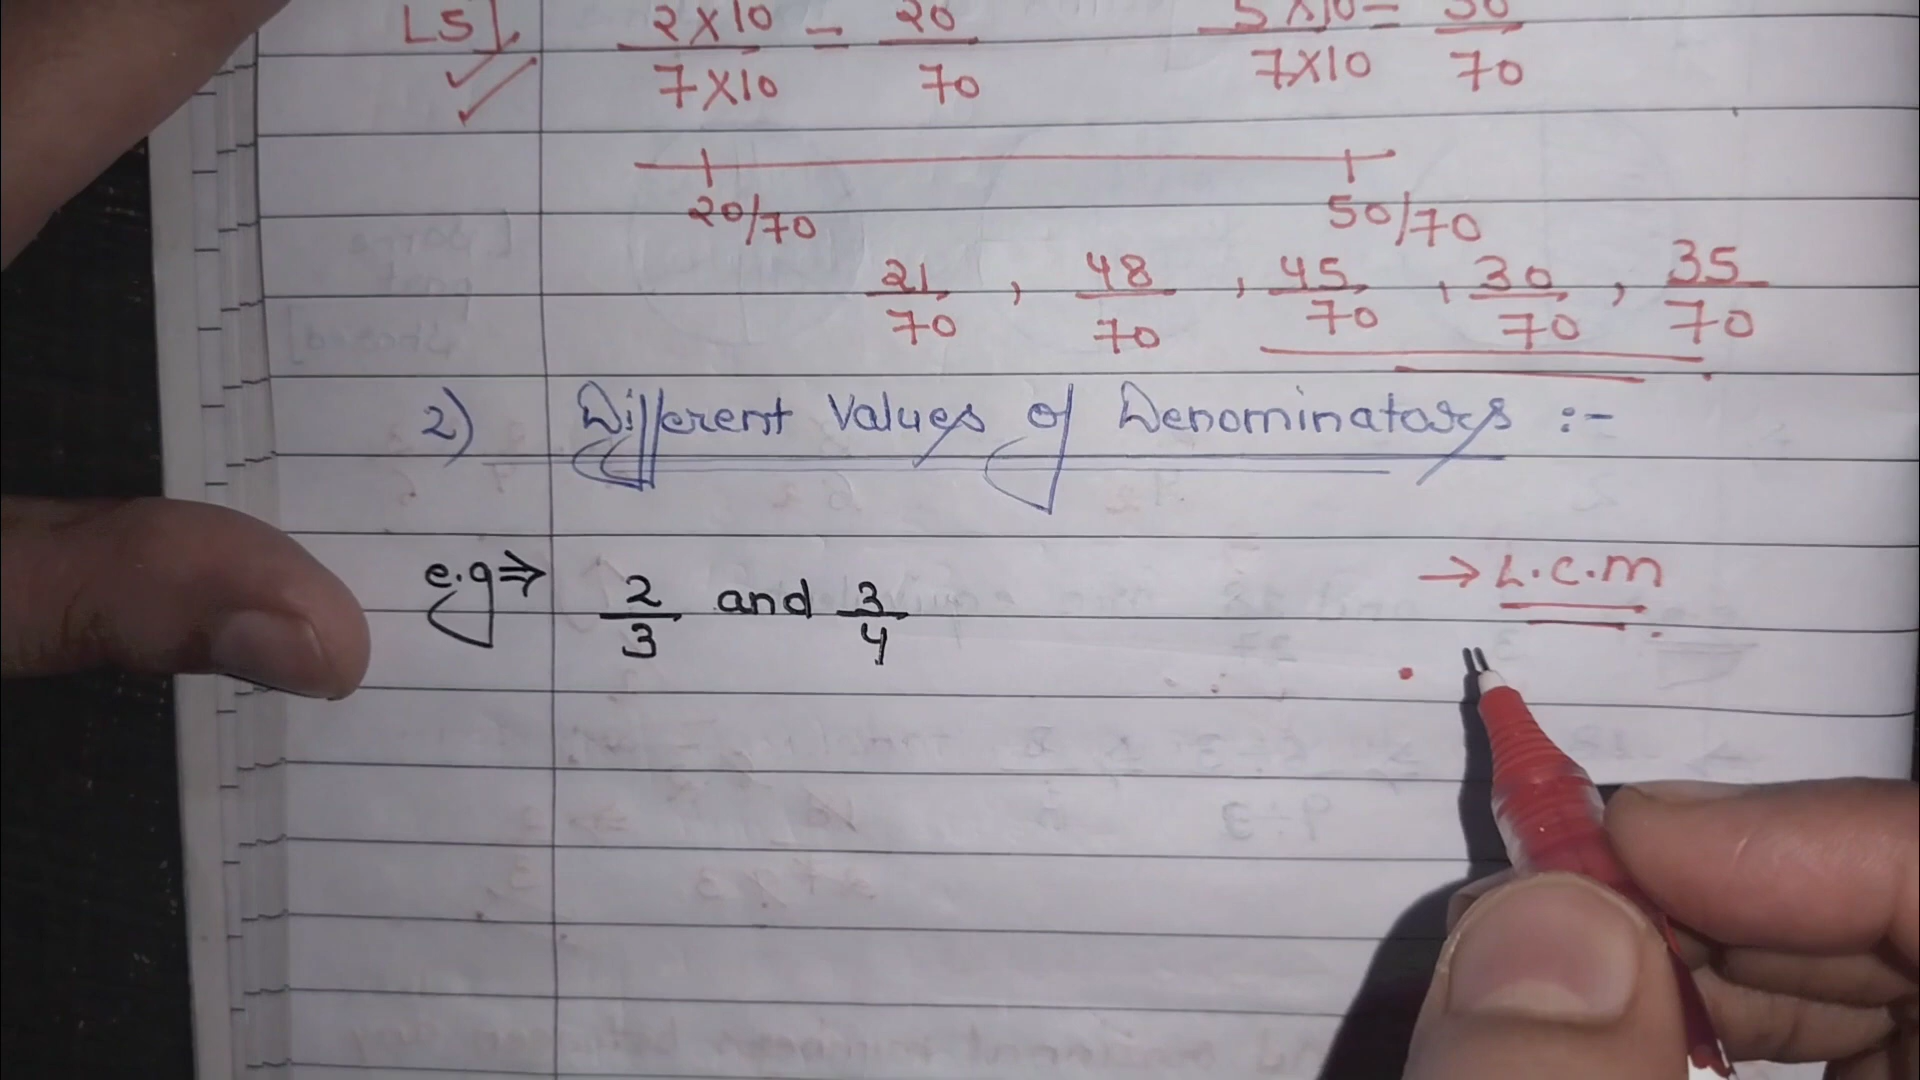 [5].
2×10 = 20
7×10 70
5×10 = 50
7×10 70
20/70 50/70
21 , 48 , 45 , 30 , 35
70 70 70 70 70
2) Different Values of Denominators :-
e.g⇒ 2 and 3
3 4
→ L.C.M